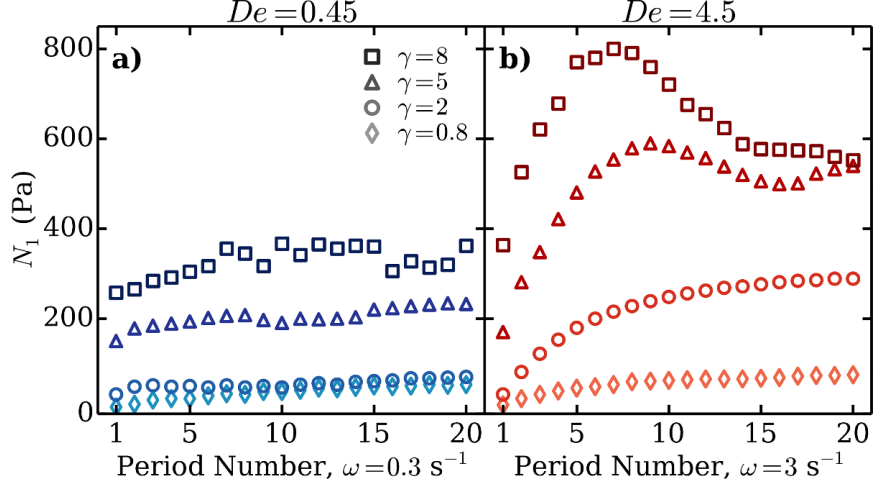 De=0.45
De=4.5
a)
γ=8
γ=5
γ=2
γ=0.8
b)
800
600
400
200
0
N₁ (Pa)
1 5 10 15 20
1 5 10 15 20
Period Number, ω=0.3 s⁻¹
Period Number, ω=3 s⁻¹